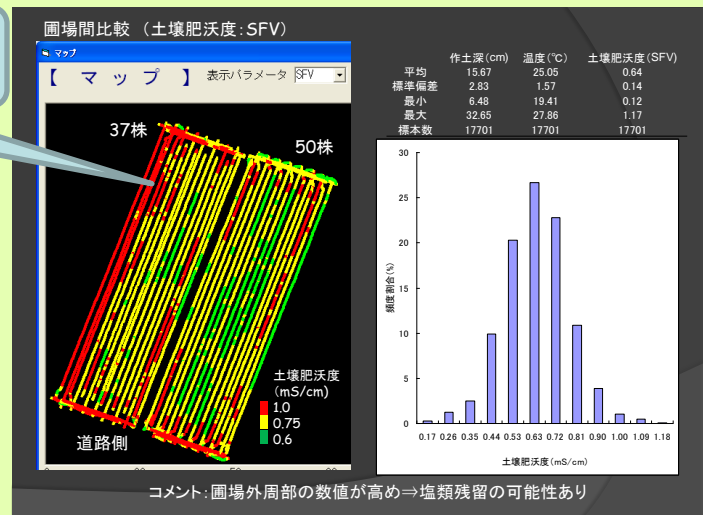 圃場間比較（土壌肥沃度：SFV）
マップ
【 マ ッ プ 】 表示パラメータ SFV
37株
50株
土壌肥沃度
(mS/cm)
1.0
0.75
0.6
道路側
作土深(cm) 温度(℃) 土壌肥沃度(SFV)
平均 15.67 25.05 0.64
標準偏差 2.83 1.57 0.14
最小 6.48 19.41 0.12
最大 32.65 27.86 1.17
標本数 17701 17701 17701
頻度割合(%)
30
25
20
15
10
5
0
0.17 0.26 0.35 0.44 0.53 0.63 0.72 0.81 0.90 1.00 1.09 1.18
土壌肥沃度(mS/cm)
コメント：圃場外周部の数値が高め⇒塩類残留の可能性あり